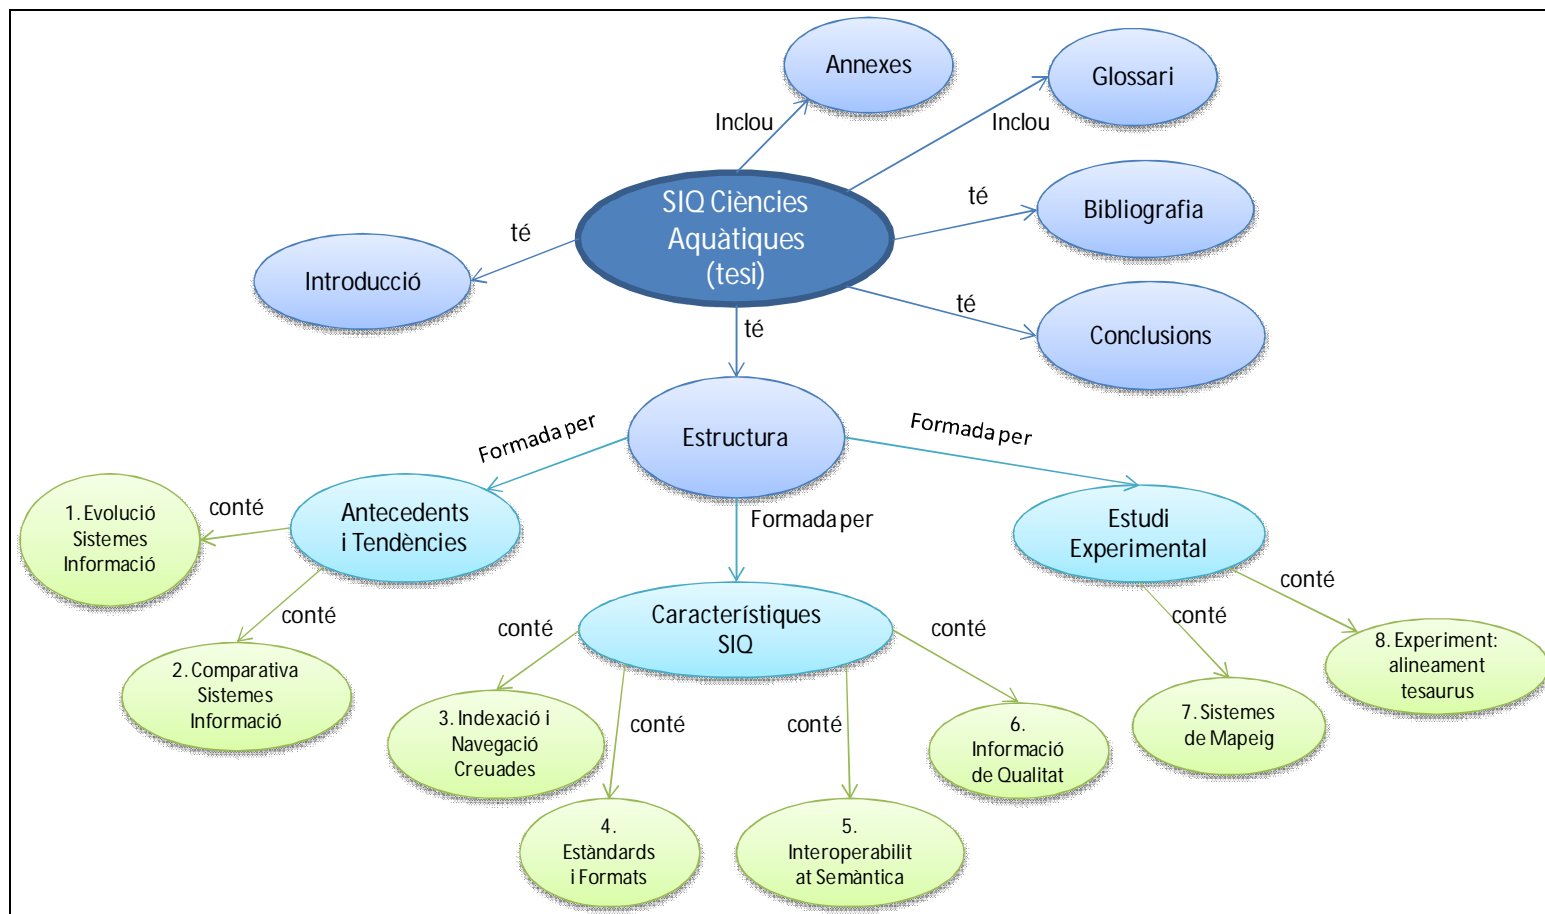 Annexes
Glossari
Inclou
Inclou
SIQ Ciències
Aquàtiques
(tesi)
té
Bibliografia
té
Introducció
té
Conclusions
té
Estructura
Formada per
Formada per
Formada per
Antecedents
i Tendències
conté
1. Evolució
Sistemes
Informació
conté
2. Comparativa
Sistemes
Informació
Característiques
SIQ
conté
3. Indexació i
Navegació
Creuades
conté
4.
Estàndards
i Formats
conté
5.
Interoperabilit
at Semàntica
conté
6.
Informació
de Qualitat
Estudi
Experimental
conté
7. Sistemes
de Mapeig
conté
8. Experiment:
alineament
tesaurus